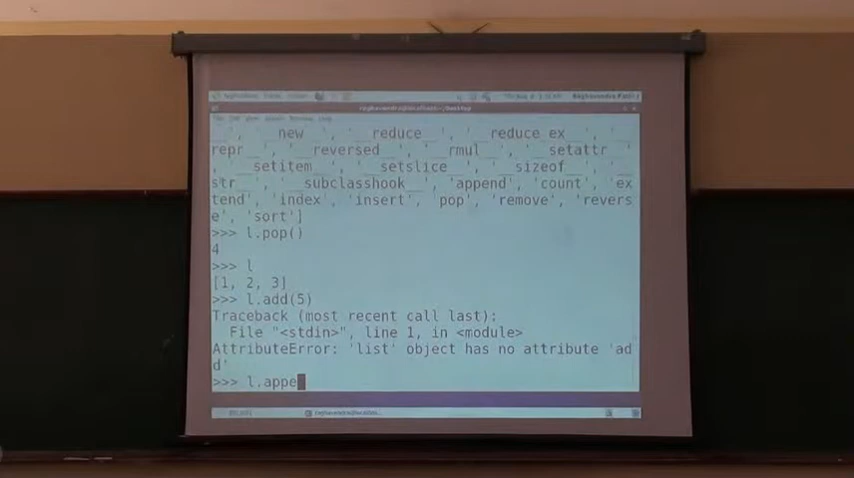 __', '__new__', '__reduce__', '__reduce_ex__', '__
repr__', '__reversed__', '__rmul__', '__setattr__'
, '__setitem__', '__setslice__', '__sizeof__', '__
str__', '__subclasshook__', 'append', 'count', 'ex
tend', 'index', 'insert', 'pop', 'remove', 'revers
e', 'sort']
>>> l.pop()
4
>>> l
[1, 2, 3]
>>> l.add(5)
Traceback (most recent call last):
File "<stdin>", line 1, in <module>
AttributeError: 'list' object has no attribute 'ad
d'
>>> l.appe